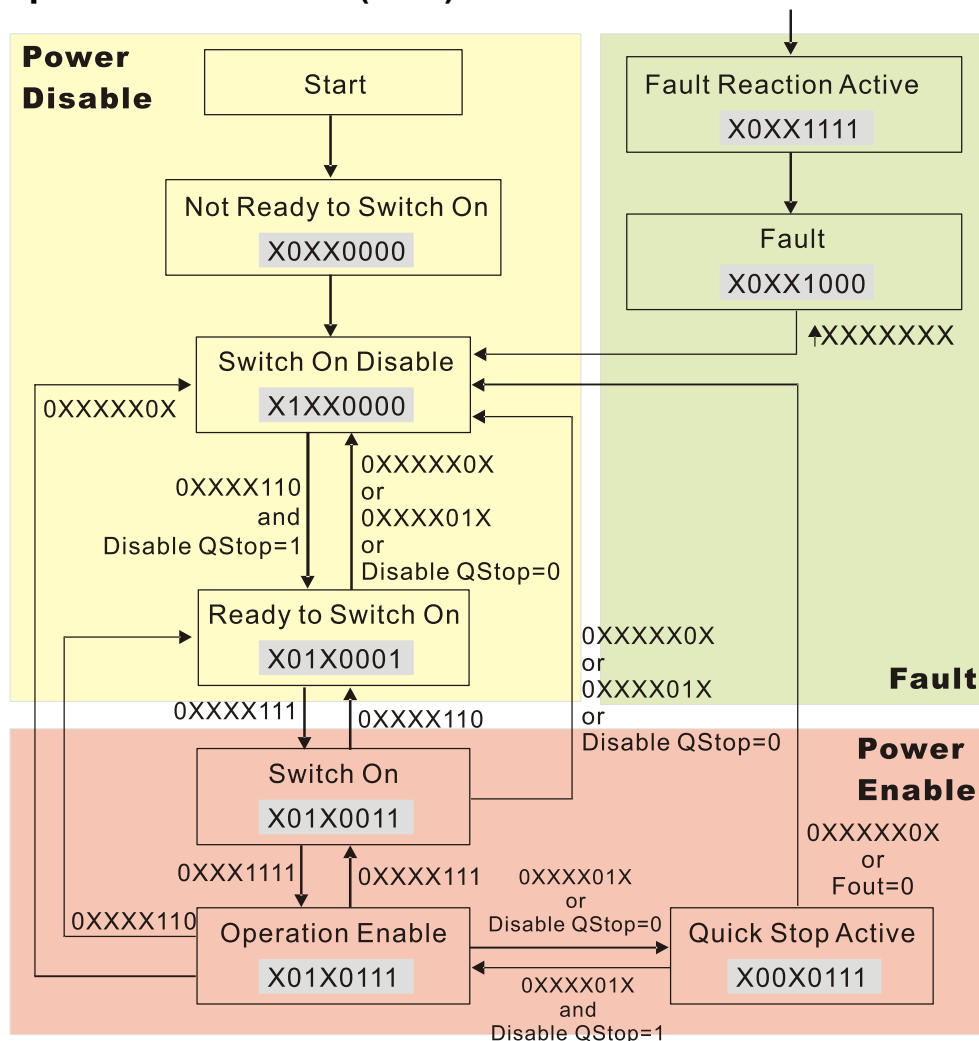 Power
Disable
Start
Not Ready to Switch On
X0XX0000
Switch On Disable
X1XX0000
0XXXXX0X
0XXXX110
and
Disable QStop=1
0XXXXX0X
or
0XXXX01X
or
Disable QStop=0
Ready to Switch On
X01X0001
0XXXX111
0XXXX110
Fault Reaction Active
X0XX1111
Fault
X0XX1000
XXXXXXX
0XXXXX0X
or
0XXXX01X
or
Disable QStop=0
Fault
Power
Enable
Switch On
X01X0011
0XXX1111
0XXXX111
0XXXX110
Operation Enable
X01X0111
0XXXX01X
or
Disable QStop=0
0XXXX01X
and
Disable QStop=1
0XXXXX0X
or
Fout=0
Quick Stop Active
X00X0111